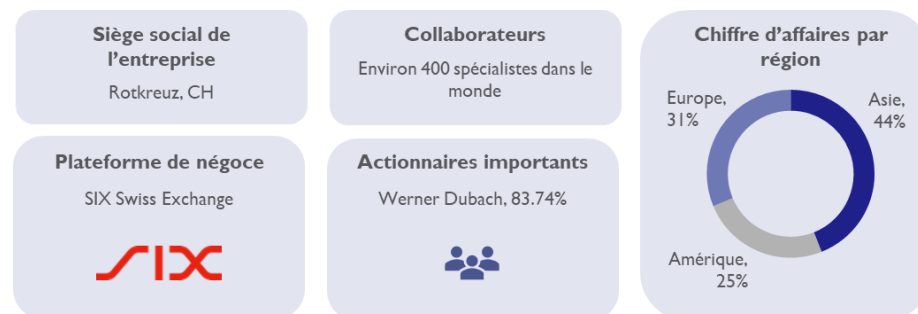 Siège social de
l'entreprise
Rotkreuz, CH
Collaborateurs
Environ 400 spécialistes dans le
monde
Plateforme de négoce
SIX Swiss Exchange
SIX
Actionnaires importants
Werner Dubach, 83.74%
Chiffre d'affaires par
région
Europe,
31%
Asie,
44%
Amérique,
25%